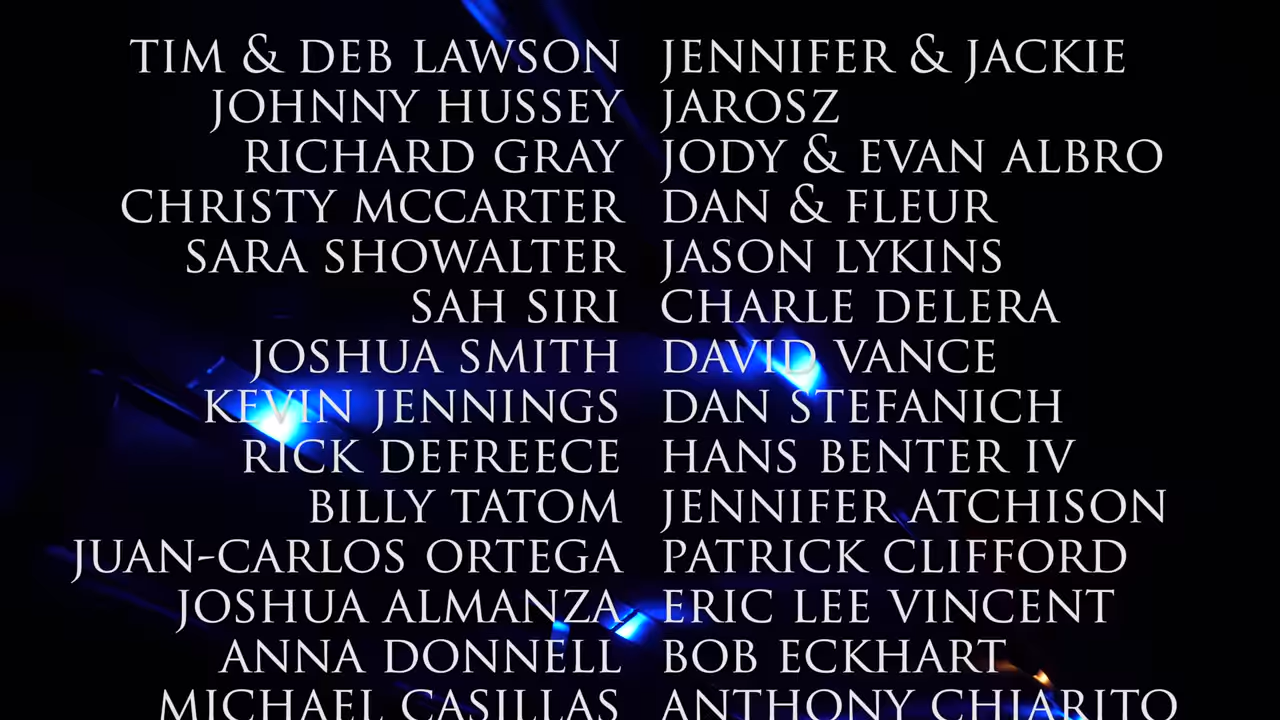 TIM & DEB LAWSON
JOHNNY HUSSEY
RICHARD GRAY
CHRISTY MCCARTER
SARA SHOWALTER
SAH SIRI
JOSHUA SMITH
KEVIN JENNINGS
RICK DEFREECE
BILLY TATOM
JUAN-CARLOS ORTEGA
JOSHUA ALMANZA
ANNA DONNELL
MICHAEL CASILLAS
JENNIFER & JACKIE
JAROSZ
JODY & EVAN ALBRO
DAN & FLEUR
JASON LYKINS
CHARLE DELERA
DAVID VANCE
DAN STEFANICH
HANS BENTER IV
JENNIFER ATCHISON
PATRICK CLIFFORD
ERIC LEE VINCENT
BOB ECKHART
ANTHONY CHIARITO